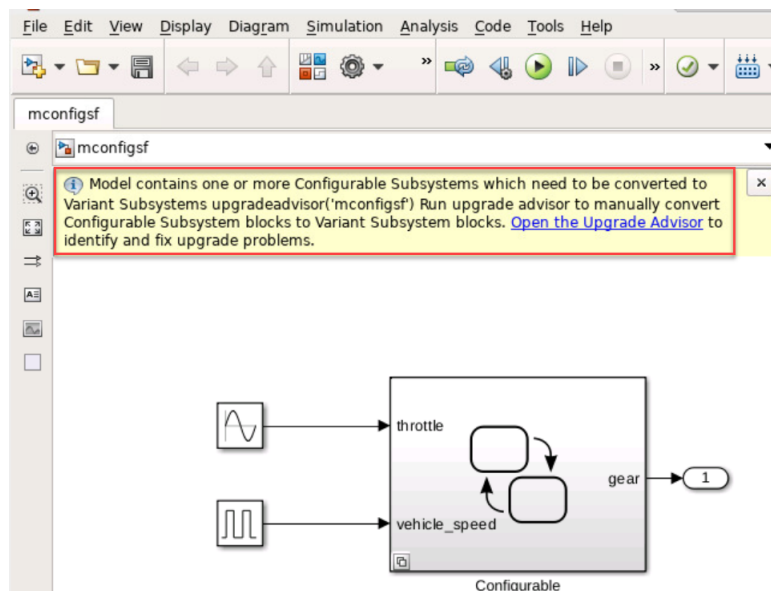 File Edit View Display Diagram Simulation Analysis Code Tools Help
» »
mconfigsf
mconfigsf
Model contains one or more Configurable Subsystems which need to be converted to
Variant Subsystems upgradeadvisor('mconfigsf') Run upgrade advisor to manually convert
Configurable Subsystem blocks to Variant Subsystem blocks. Open the Upgrade Advisor to
identify and fix upgrade problems.
throttle
gear
1
vehicle_speed
Configurable